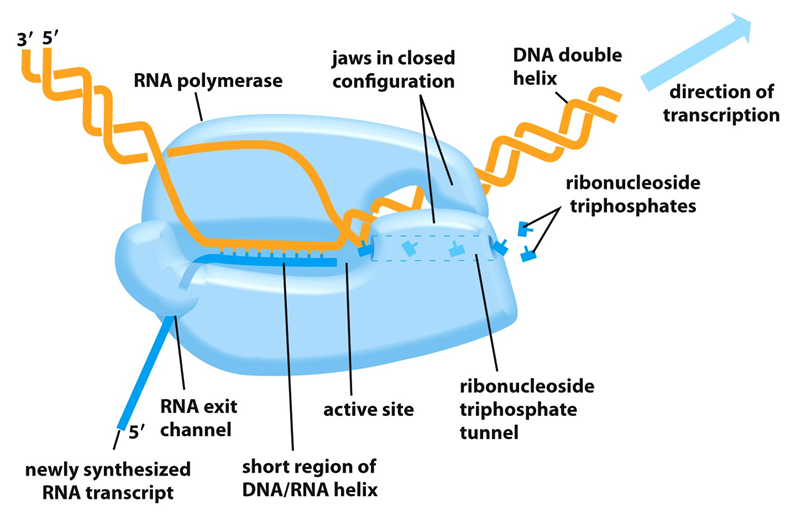 3′ 5′
RNA polymerase
jaws in closed
configuration
DNA double
helix
direction of
transcription
ribonucleoside
triphosphates
RNA exit
channel
5′
newly synthesized
RNA transcript
short region of
DNA/RNA helix
active site
ribonucleoside
triphosphate
tunnel